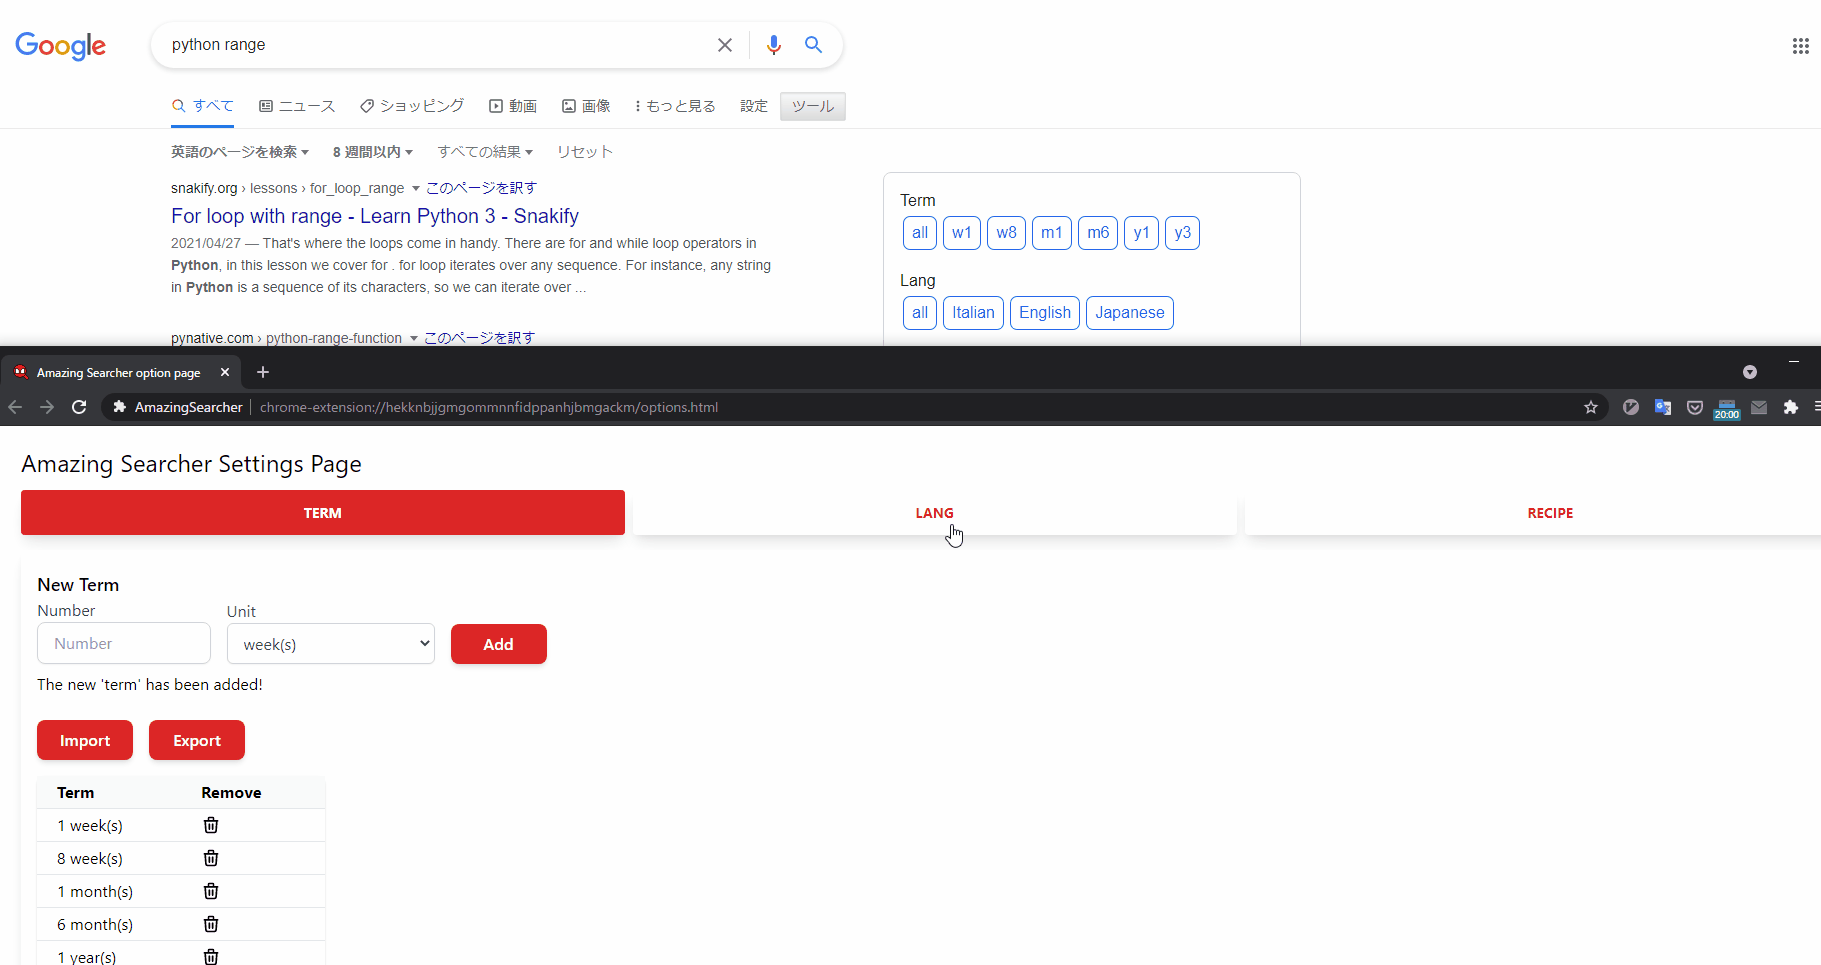 Google
python range
すべて ニュース ショッピング 動画 画像 もっと見る 設定 ツール
英語のページを検索 8 週間以内 すべての結果 リセット
snakify.org › lessons › for_loop_range このページを訳す
For loop with range - Learn Python 3 - Snakify
2021/04/27 — That's where the loops come in handy. There are for and while loop operators in
Python, in this lesson we cover for . for loop iterates over any sequence. For instance, any string
in Python is a sequence of its characters, so we can iterate over ...
pynative.com › python-range-function このページを訳す
Term
all w1 w8 m1 m6 y1 y3
Lang
all Italian English Japanese
Amazing Searcher option page
AmazingSearcher chrome-extension://hekknbjjgmgommnnfidppanhjbmgackm/options.html
20:00
Amazing Searcher Settings Page
TERM LANG RECIPE
New Term
Number Unit
Number week(s) Add
The new 'term' has been added!
Import Export
Term Remove
1 week(s)
8 week(s)
1 month(s)
6 month(s)
1 year(s)